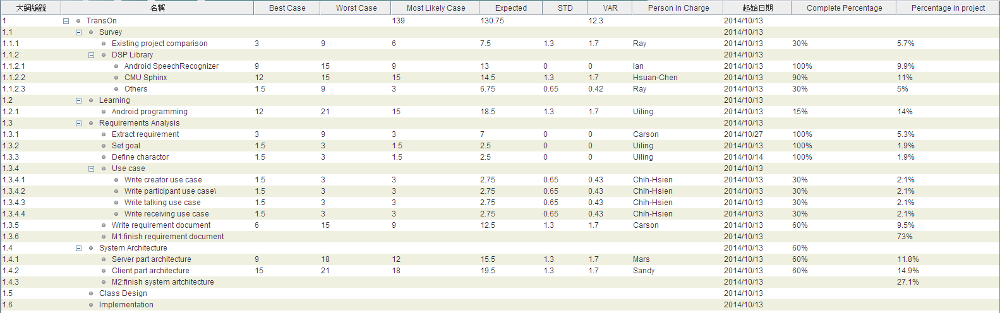 大綱編號 名稱 Best Case Worst Case Most Likely Case Expected STD VAR Person in Charge 起始日期 Complete Percentage Percentage in project
1 TransOn 139 130.75 12.3 2014/10/13
1.1 Survey 2014/10/13
1.1.1 Existing project comparison 3 9 6 7.5 1.3 1.7 Ray 2014/10/13 30% 5.7%
1.1.2 DSP Library 2014/10/13
1.1.2.1 Android SpeechRecognizer 9 15 9 13 0 0 Ian 2014/10/13 100% 9.9%
1.1.2.2 CMU Sphinx 12 15 15 14.5 1.3 1.7 Hsuan-Chen 2014/10/13 90% 11%
1.1.2.3 Others 1.5 9 3 6.75 0.65 0.42 Ray 2014/10/13 30% 5%
1.2 Learning 2014/10/13
1.2.1 Android programming 12 21 15 18.5 1.3 1.7 Uiling 2014/10/13 15% 14%
1.3 Requirements Analysis 2014/10/13
1.3.1 Extract requirement 3 9 3 7 0 0 Carson 2014/10/27 100% 5.3%
1.3.2 Set goal 1.5 3 1.5 2.5 0 0 Uiling 2014/10/13 100% 1.9%
1.3.3 Define charactor 1.5 3 1.5 2.5 0 0 Uiling 2014/10/14 100% 1.9%
1.3.4 Use case 2014/10/13
1.3.4.1 Write creator use case 1.5 3 3 2.75 0.65 0.43 Chih-Hsien 2014/10/13 30% 2.1%
1.3.4.2 Write participant use case\ 1.5 3 3 2.75 0.65 0.43 Chih-Hsien 2014/10/13 30% 2.1%
1.3.4.3 Write talking use case 1.5 3 3 2.75 0.65 0.43 Chih-Hsien 2014/10/13 30% 2.1%
1.3.4.4 Write receiving use case 1.5 3 3 2.75 0.65 0.43 Chih-Hsien 2014/10/13 30% 2.1%
1.3.5 Write requirement document 6 15 9 12.5 1.3 1.7 Carson 2014/10/13 60% 9.5%
1.3.6 M1:finish requirement document 2014/10/13 73%
1.4 System Architecture 2014/10/13 60%
1.4.1 Server part architecture 9 18 12 15.5 1.3 1.7 Mars 2014/10/13 60% 11.8%
1.4.2 Client part architecture 15 21 18 19.5 1.3 1.7 Sandy 2014/10/13 60% 14.9%
1.4.3 M2:finish system artchitecture 2014/10/13 27.1%
1.5 Class Design 2014/10/13
1.6 Implementation 2014/10/13